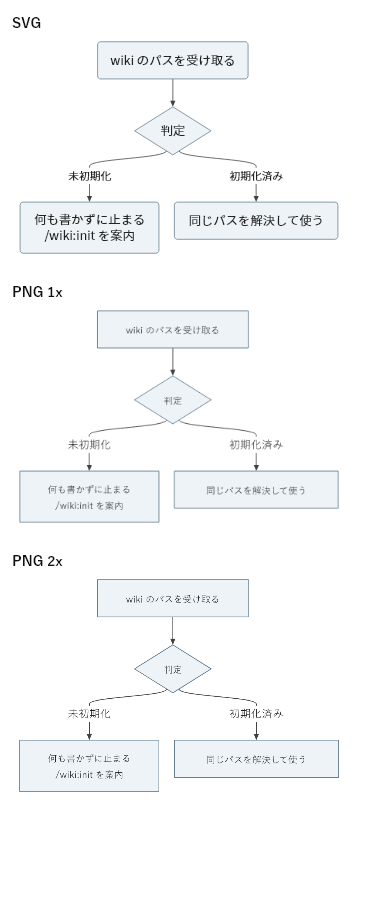 SVG
wiki のパスを受け取る
判定
未初期化
初期化済み
何も書かずに止まる
/wiki:init を案内
同じパスを解決して使う
PNG 1x
wiki のパスを受け取る
判定
未初期化
初期化済み
何も書かずに止まる
/wiki:init を案内
同じパスを解決して使う
PNG 2x
wiki のパスを受け取る
判定
未初期化
初期化済み
何も書かずに止まる
/wiki:init を案内
同じパスを解決して使う